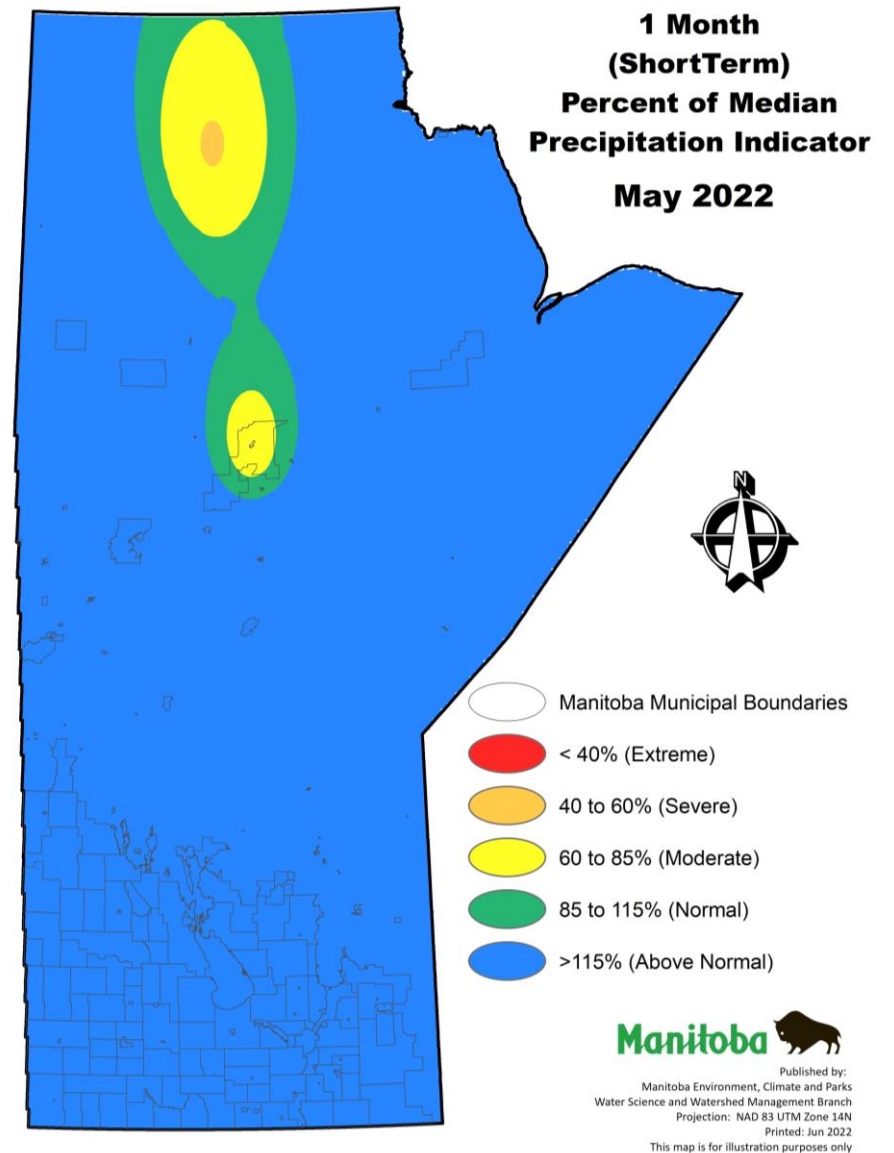 1 Month
(ShortTerm)
Percent of Median
Precipitation Indicator
May 2022
N
Manitoba Municipal Boundaries
< 40% (Extreme)
40 to 60% (Severe)
60 to 85% (Moderate)
85 to 115% (Normal)
>115% (Above Normal)
Manitoba
Published by:
Manitoba Environment, Climate and Parks
Water Science and Watershed Management Branch
Projection: NAD 83 UTM Zone 14N
Printed: Jun 2022
This map is for illustration purposes only